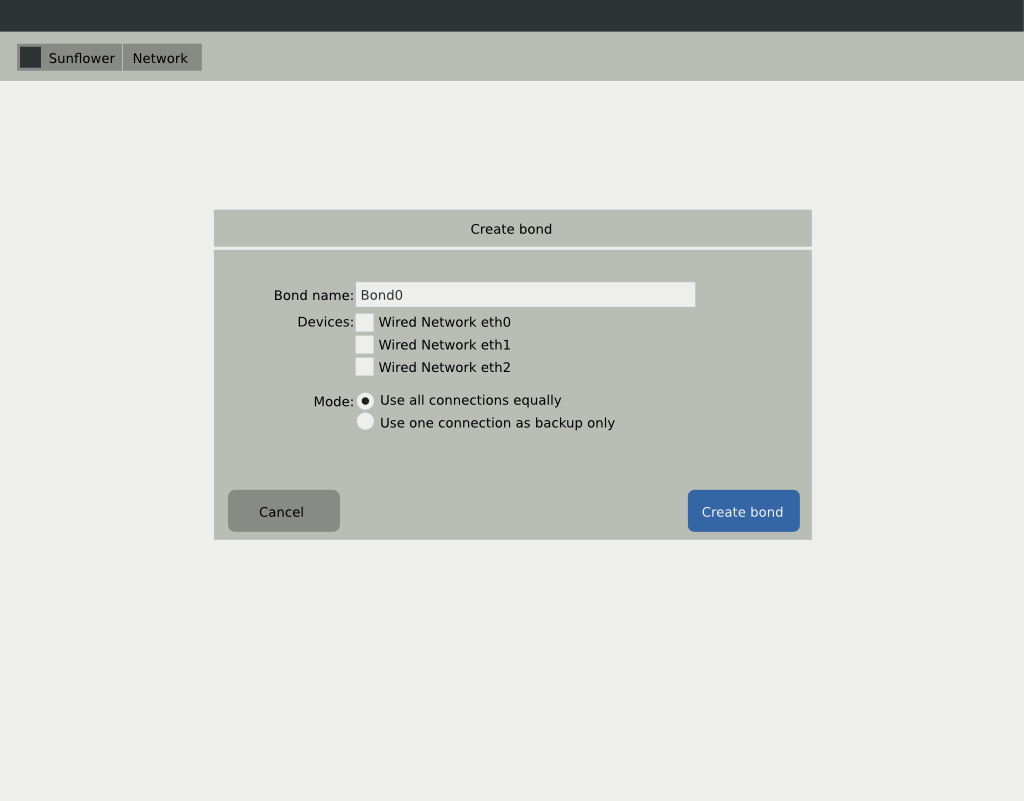 Sunflower Network
Create bond
Bond name: Bond0
Devices: Wired Network eth0
Wired Network eth1
Wired Network eth2
Mode: Use all connections equally
Use one connection as backup only
Cancel Create bond